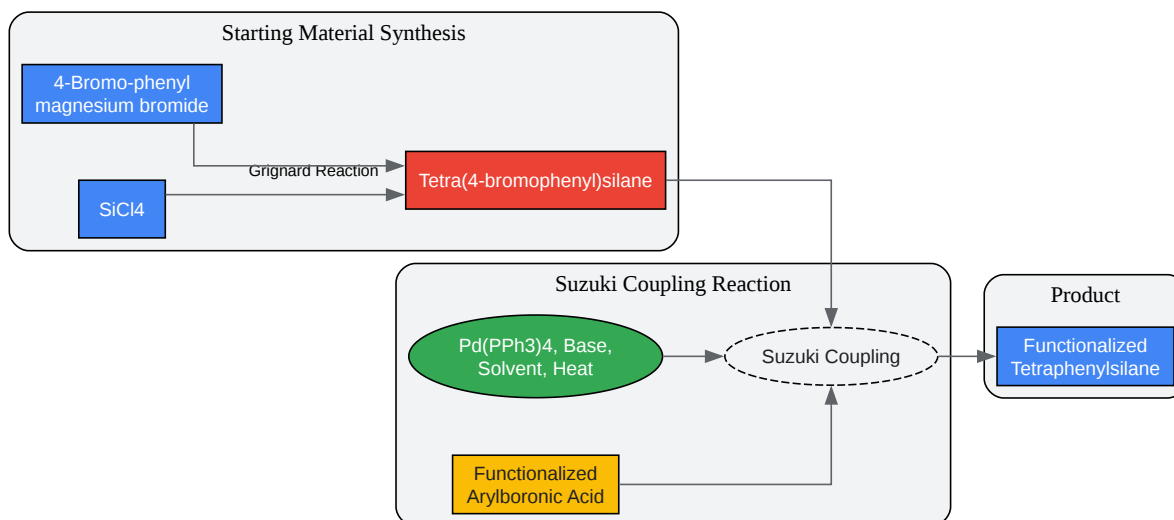 Starting Material Synthesis
4-Bromo-phenyl
magnesium bromide
Grignard Reaction
SiCl4
Tetra(4-bromophenyl)silane
Suzuki Coupling Reaction
Pd(PPh3)4, Base,
Solvent, Heat
Suzuki Coupling
Functionalized
Arylboronic Acid
Product
Functionalized
Tetraphenylsilane